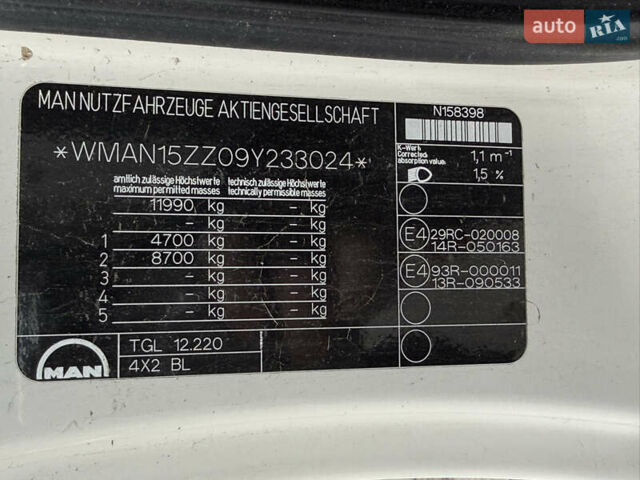 auto RIA.com
MAN NUTZFAHRZEUGE AKTIENGESELLSCHAFT
*WMAN15ZZ09Y233024*
amtlich zulässige Höchstwerte technisch zulässige Höchstwerte
maximum permitted masses technically permissible masses
11990 kg - kg
- kg - kg
1 4700 kg - kg
2 8700 kg - kg
3 - kg - kg
4 - kg - kg
5 - kg - kg
MAN
TGL 12.220
4X2 BL
N158398
K-Wert
Corrected
absorption value: 1,1 m⁻¹
1,5 %
E4 29RC-020008
14R-050163
E4 93R-000011
13R-090533